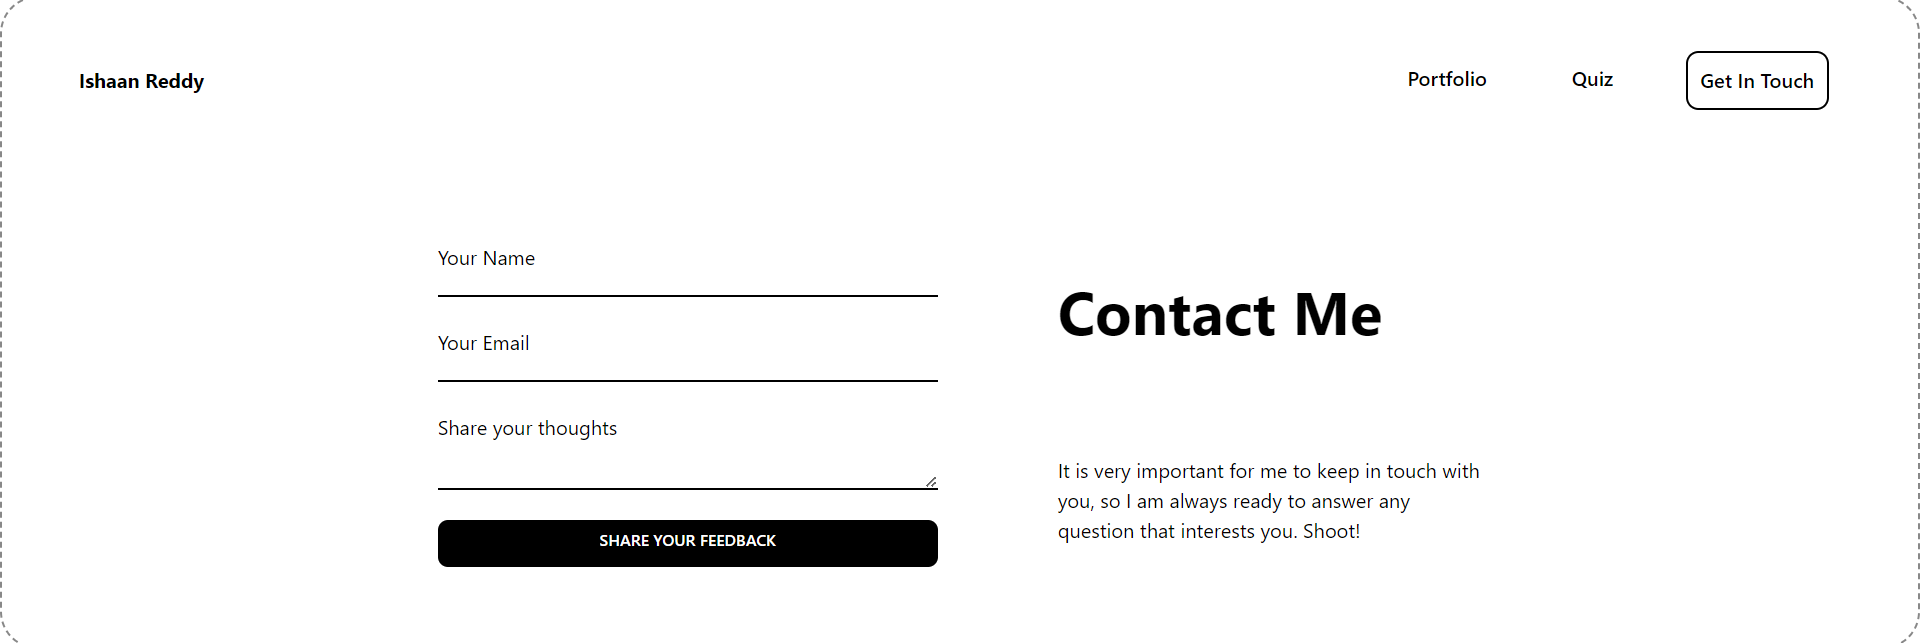 Ishaan Reddy
Portfolio
Quiz
Get In Touch
Your Name
Your Email
Share your thoughts
SHARE YOUR FEEDBACK
Contact Me
It is very important for me to keep in touch with
you, so I am always ready to answer any
question that interests you. Shoot!